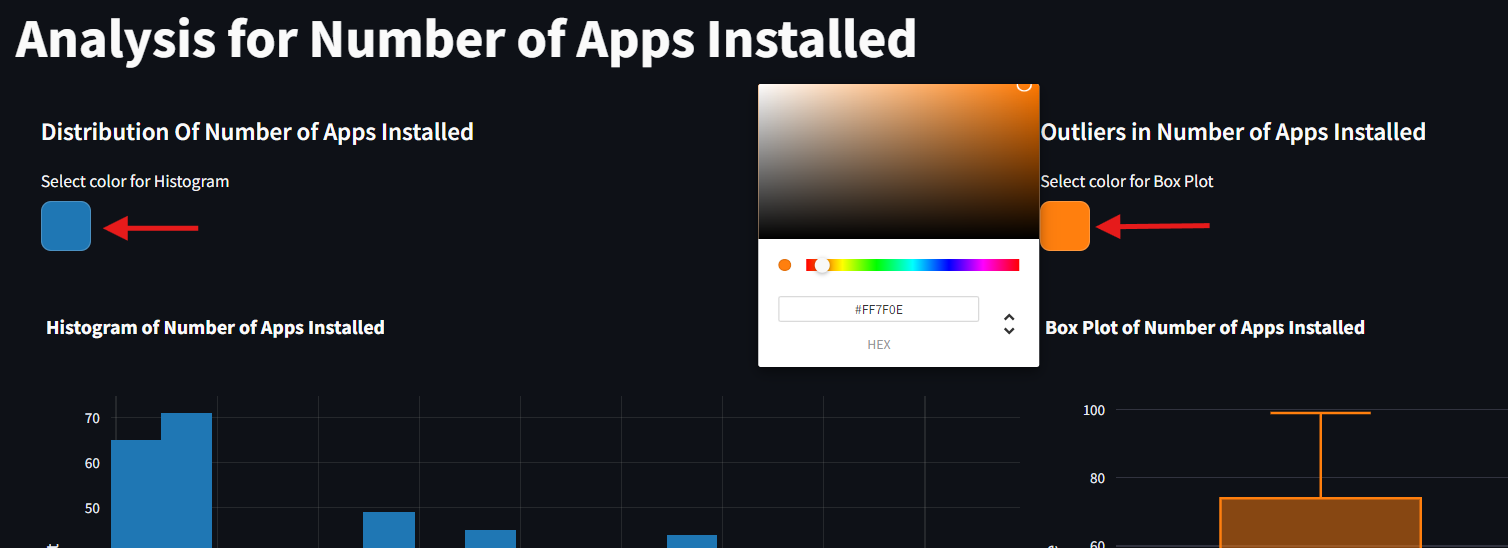 Analysis for Number of Apps Installed
Distribution Of Number of Apps Installed
Select color for Histogram
#FF7F0E
HEX
Outliers in Number of Apps Installed
Select color for Box Plot
Histogram of Number of Apps Installed
70
60
50
Box Plot of Number of Apps Installed
100
80
60